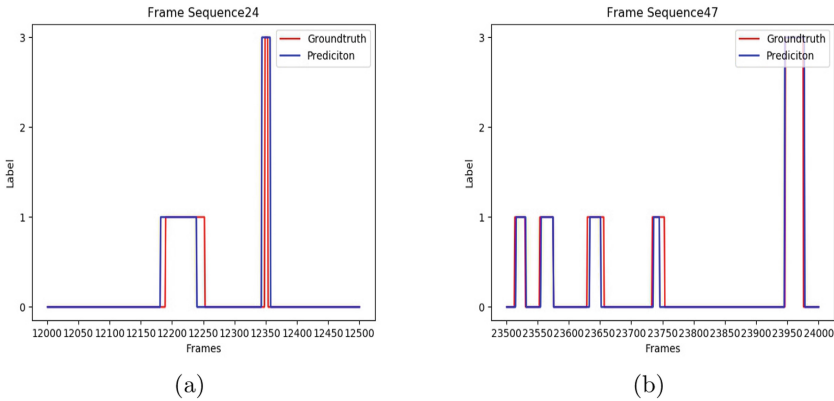 Frame Sequence24
Groundtruth
Prediciton
3
2
1
0
Label
12000 12050 12100 12150 12200 12250 12300 12350 12400 12450 12500
Frames
(a)
Frame Sequence47
Groundtruth
Prediciton
3
2
1
0
Label
23500 23550 23600 23650 23700 23750 23800 23850 23900 23950 24000
Frames
(b)